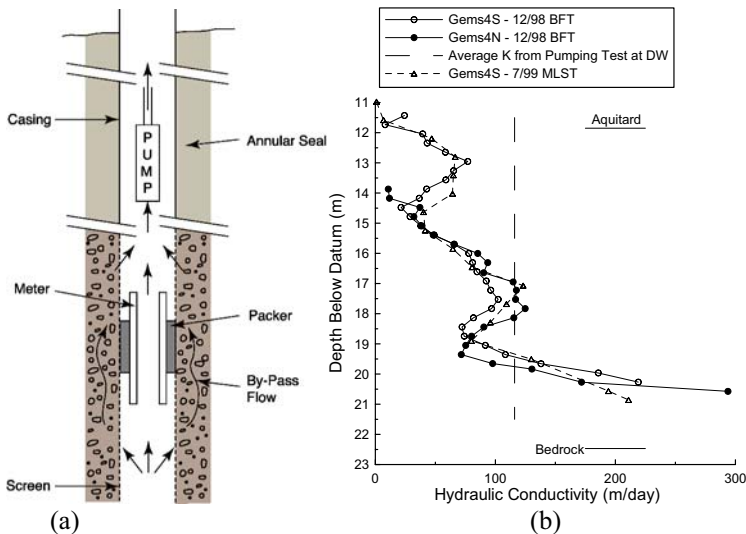 Casing
PUMP
Annular Seal
Meter
Packer
By-Pass
Flow
Screen
(a)
Gems4S - 12/98 BFT
Gems4N - 12/98 BFT
Average K from Pumping Test at DW
Gems4S - 7/99 MLST
11
12
13
14
15
16
17
18
19
20
21
22
23
Depth Below Datum (m)
Aquitard
Bedrock
0 100 200 300
Hydraulic Conductivity (m/day)
(b)